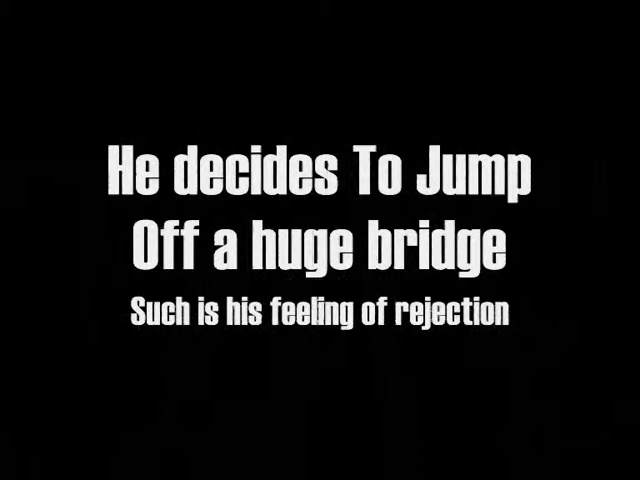 He decides To Jump
Off a huge bridge
Such is his feeling of rejection